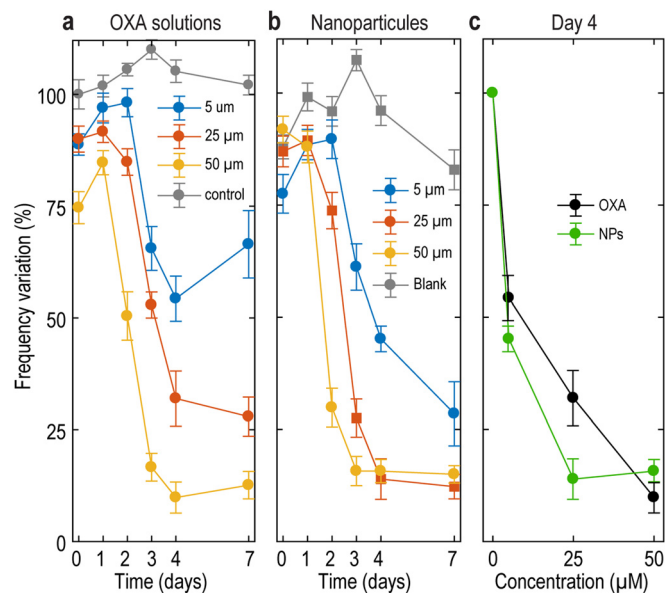 a OXA solutions
b Nanoparticules
c Day 4
Frequency variation (%)
100
75
50
25
0
5 um
25 µm
50 µm
control
5 µm
25 µm
50 µm
Blank
OXA
NPs
0 1 2 3 4 7
0 1 2 3 4 7
0 25 50
Time (days)
Time (days)
Concentration (µM)